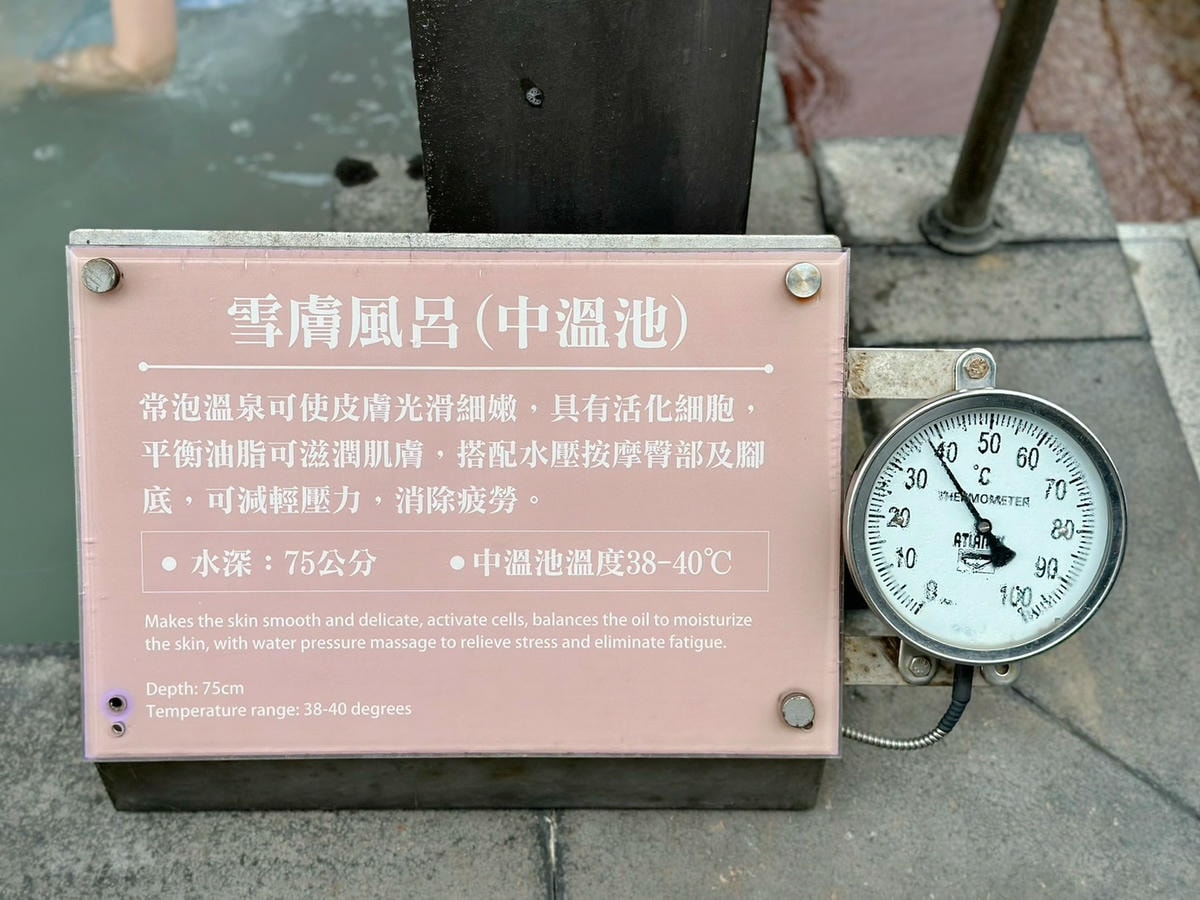 雪膚風呂(中溫池)
常泡溫泉可使皮膚光滑細嫩，具有活化細胞，
平衡油脂可滋潤肌膚，搭配水壓按摩臀部及腳
底，可減輕壓力，消除疲勞。
● 水深：75公分 ●中溫池溫度38-40℃
Makes the skin smooth and delicate, activate cells, balances the oil to moisturize
the skin, with water pressure massage to relieve stress and eliminate fatigue.
Depth: 75cm
Temperature range: 38-40 degrees
0 10 20 30 40 50 60 70 80 90 100
℃
THERMOMETER